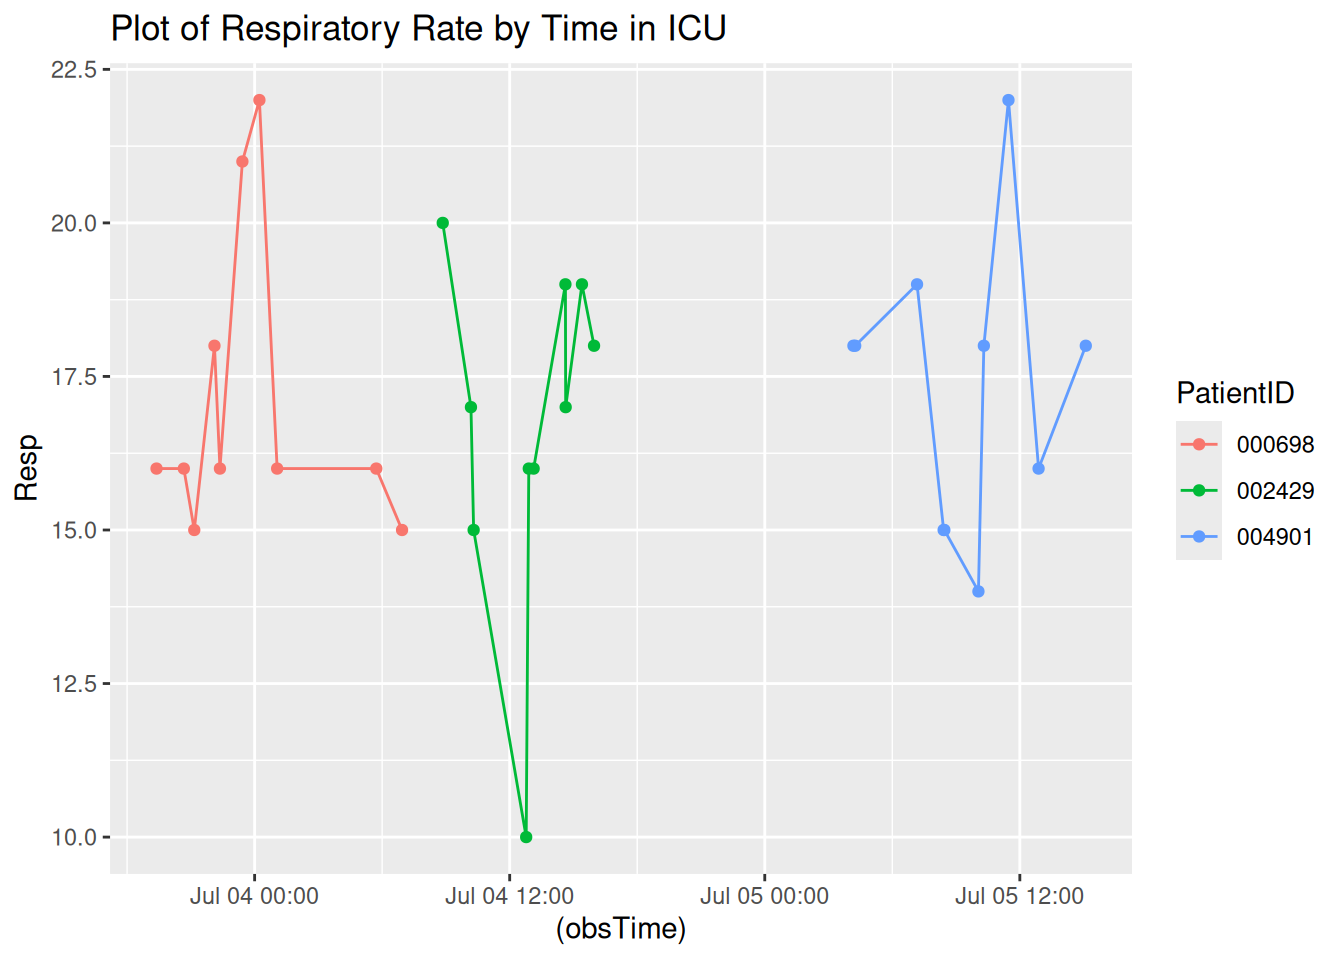 Plot of Respiratory Rate by Time in ICU
22.5
20.0
17.5
15.0
12.5
10.0
Resp
Jul 04 00:00
Jul 04 12:00
Jul 05 00:00
Jul 05 12:00
(obsTime)
PatientID
000698
002429
004901